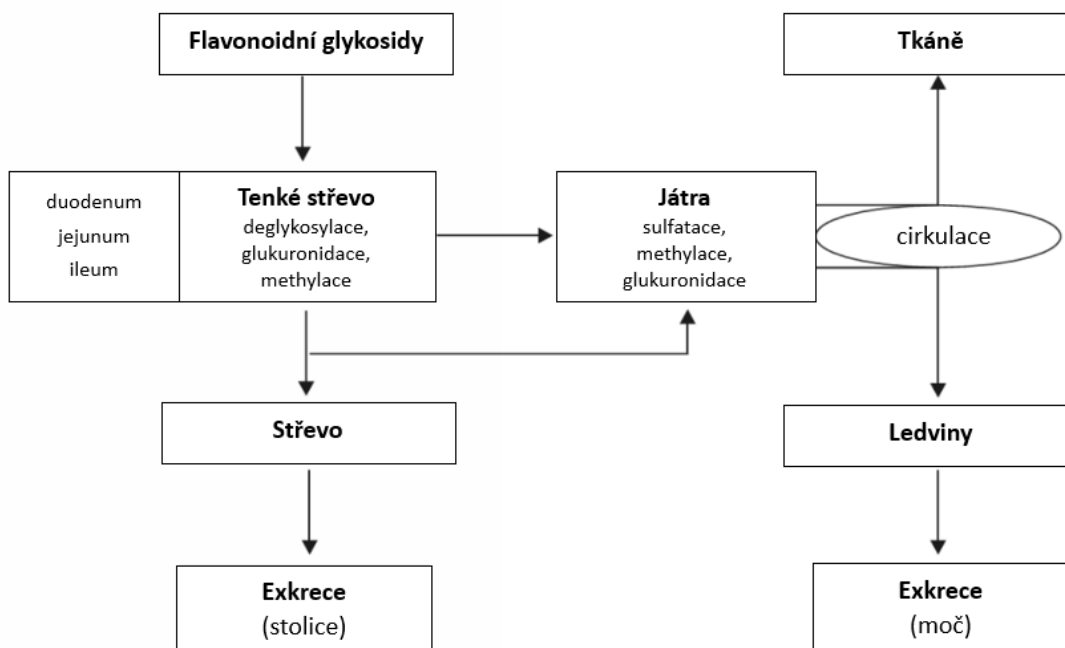 Flavonoidní glykosidy
Tkáně
duodenum
jejunum
ileum
Tenké střevo
deglykosylace,
glukuronidace,
methylace
Játra
sulfatace,
methylace,
glukuronidace
cirkulace
Střevo
Ledviny
Exkrece
(stolice)
Exkrece
(moč)